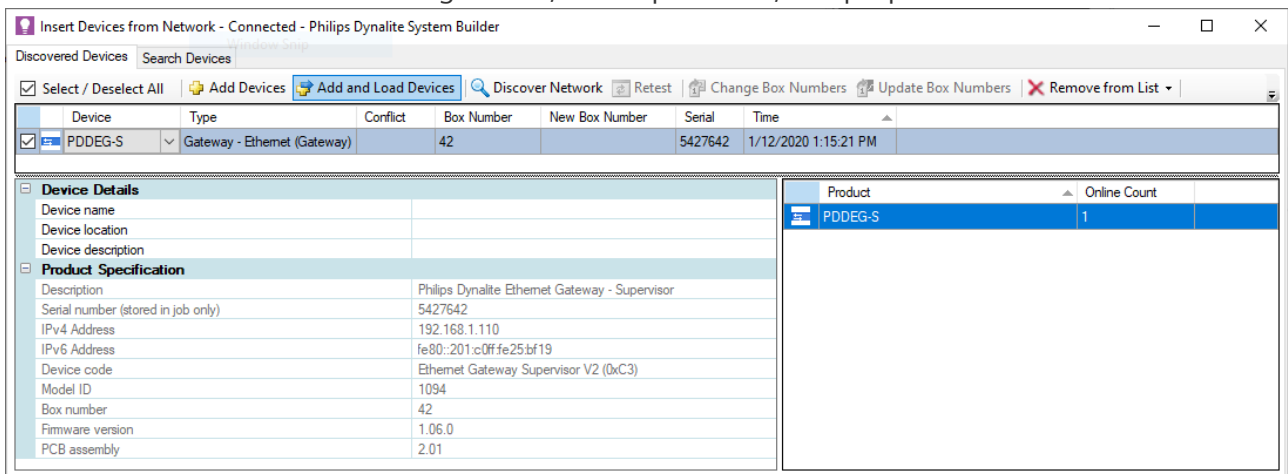 Insert Devices from Network - Connected - Philips Dynalite System Builder
Window Snip
Discovered Devices Search Devices
Select / Deselect All Add Devices Add and Load Devices Discover Network Retest Change Box Numbers Update Box Numbers Remove from List
Device Type Conflict Box Number New Box Number Serial Time
PDDEG-S Gateway - Ethernet (Gateway) 42 5427642 1/12/2020 1:15:21 PM
Device Details
Device name
Device location
Device description
Product Specification
Description Philips Dynalite Ethernet Gateway - Supervisor
Serial number (stored in job only) 5427642
IPv4 Address 192.168.1.110
IPv6 Address fe80::201:c0ff:fe25:bf19
Device code Ethernet Gateway Supervisor V2 (0xC3)
Model ID 1094
Box number 42
Firmware version 1.06.0
PCB assembly 2.01
Product Online Count
PDDEG-S 1